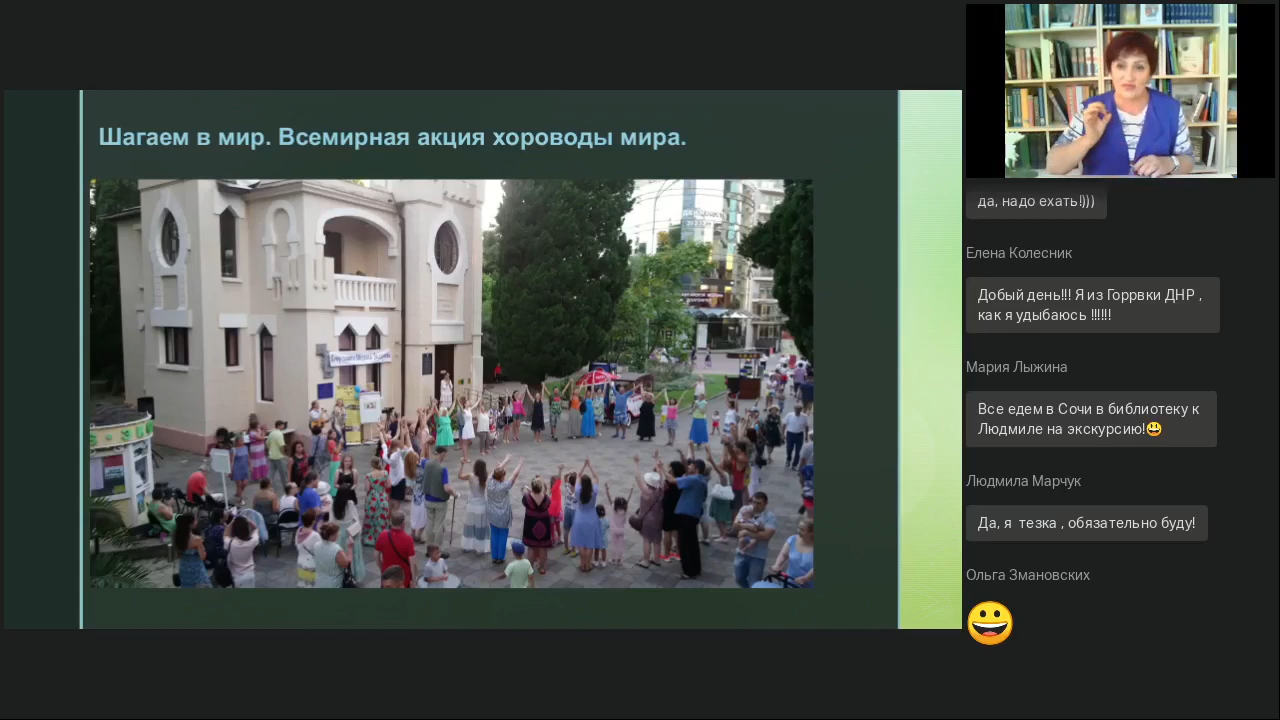 Шагаем в мир. Всемирная акция хороводы мира.
да, надо ехать!)))
Елена Колесник
Добый день!!! Я из Горрвки ДНР ,
как я удыбаюсь !!!!!!
Мария Лыжина
Все едем в Сочи в библиотеку к
Людмиле на экскурсию!😃
Людмила Марчук
Да, я тезка , обязательно буду!
Ольга Змановских
😀